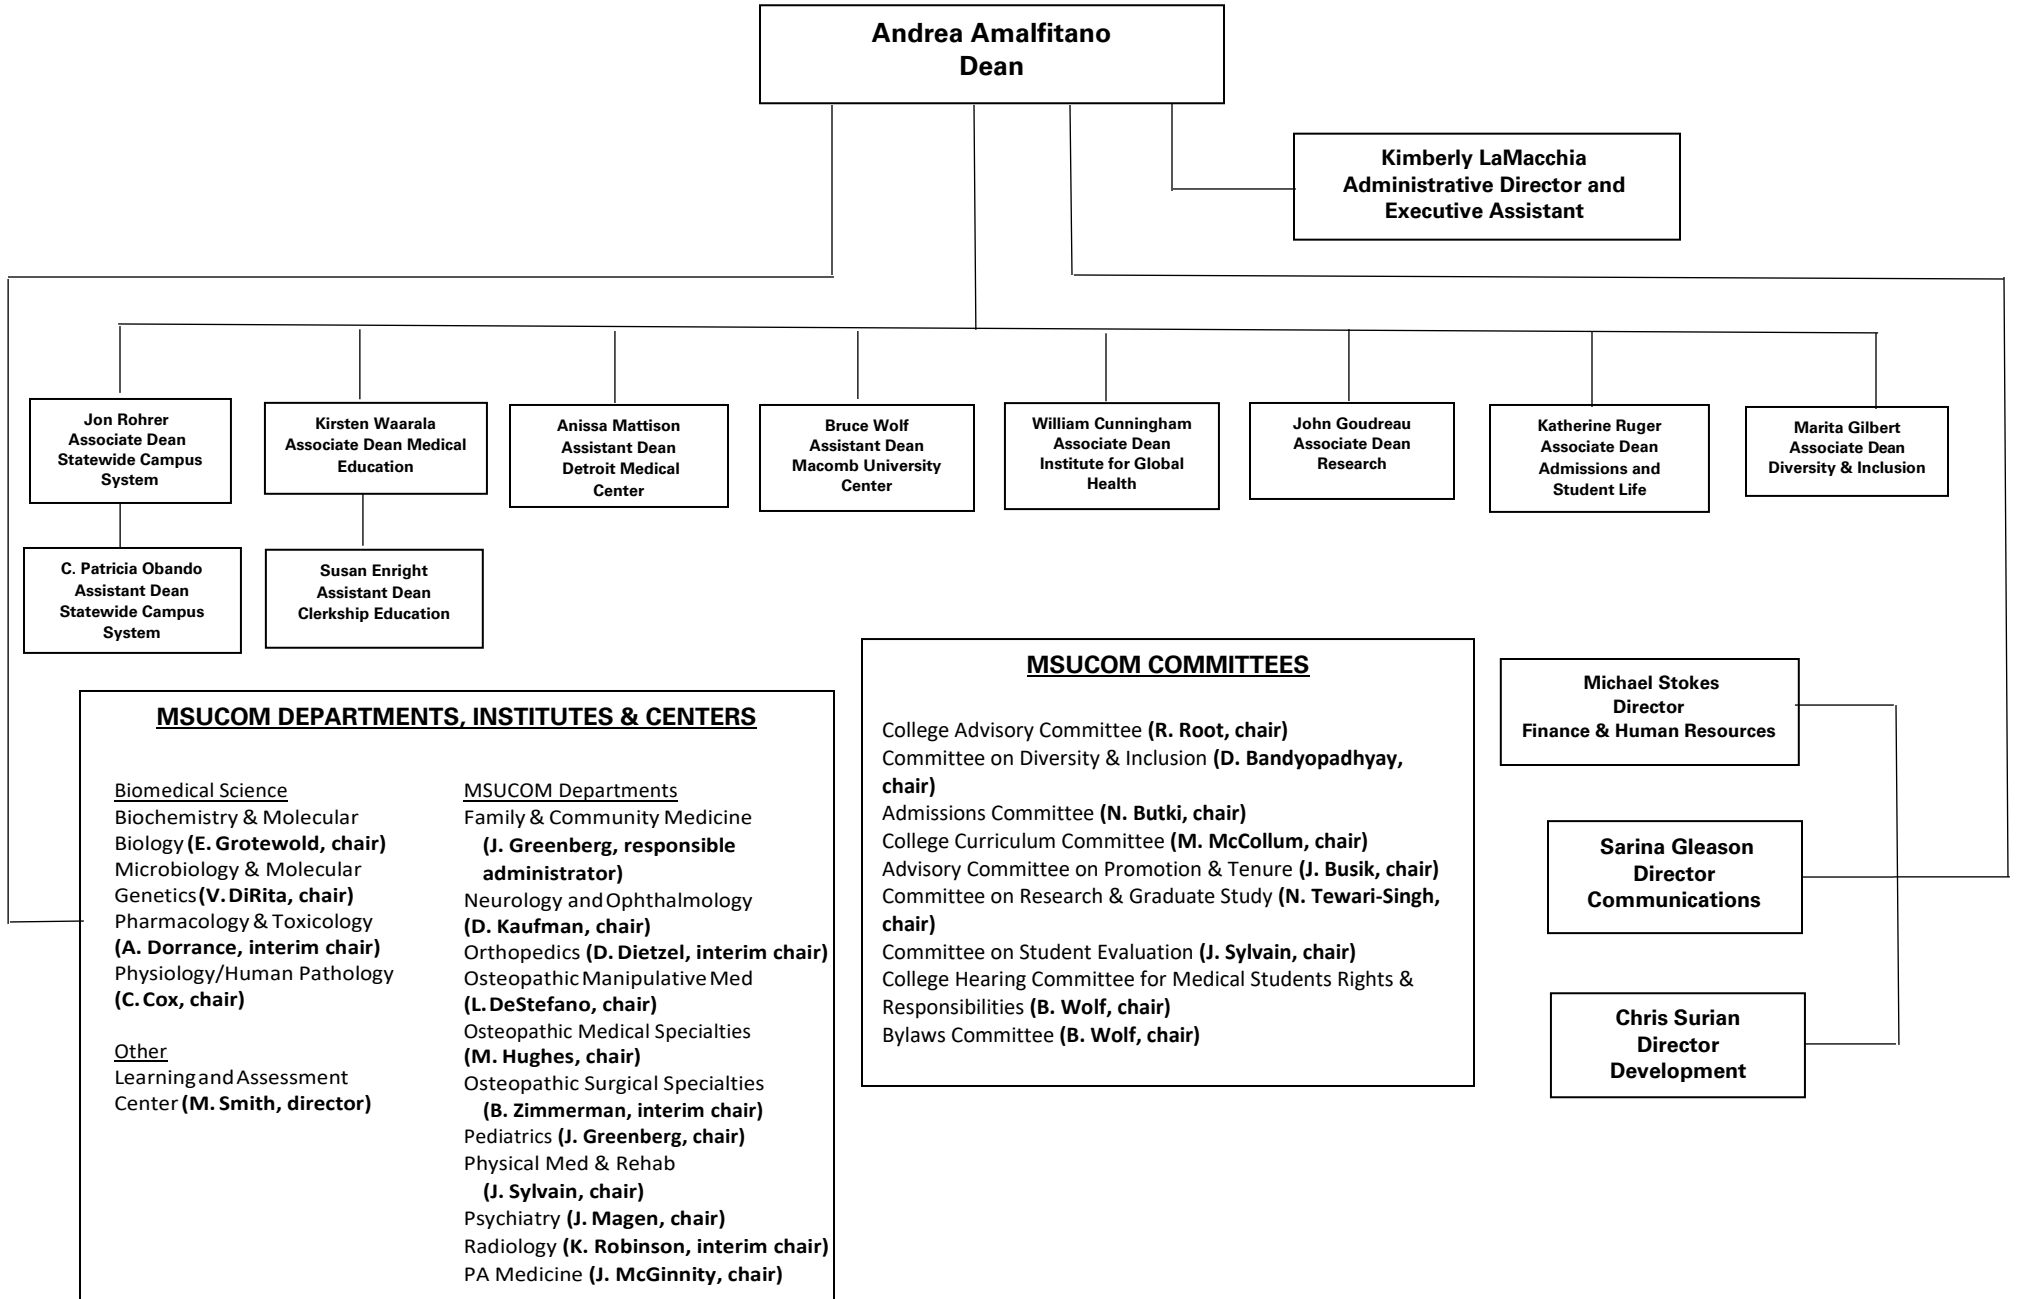 Andrea Amalfitano
Dean
Kimberly LaMacchia
Administrative Director and
Executive Assistant
Jon Rohrer
Associate Dean
Statewide Campus
System
Kirsten Waarala
Associate Dean Medical
Education
Anissa Mattison
Assistant Dean
Detroit Medical
Center
Bruce Wolf
Assistant Dean
Macomb University
Center
William Cunningham
Associate Dean
Institute for Global
Health
John Goudreau
Associate Dean
Research
Katherine Ruger
Associate Dean
Admissions and
Student Life
Marita Gilbert
Associate Dean
Diversity & Inclusion
C. Patricia Obando
Assistant Dean
Statewide Campus
System
Susan Enright
Assistant Dean
Clerkship Education
MSUCOM DEPARTMENTS, INSTITUTES & CENTERS
Biomedical Science
Biochemistry & Molecular
Biology (E. Grotewold, chair)
Microbiology & Molecular
Genetics (V. DiRita, chair)
Pharmacology & Toxicology
(A. Dorrance, interim chair)
Physiology/Human Pathology
(C. Cox, chair)
Other
Learning and Assessment
Center (M. Smith, director)
MSUCOM Departments
Family & Community Medicine
(J. Greenberg, responsible
administrator)
Neurology and Ophthalmology
(D. Kaufman, chair)
Orthopedics (D. Dietzel, interim chair)
Osteopathic Manipulative Med
(L. DeStefano, chair)
Osteopathic Medical Specialties
(M. Hughes, chair)
Osteopathic Surgical Specialties
(B. Zimmerman, interim chair)
Pediatrics (J. Greenberg, chair)
Physical Med & Rehab
(J. Sylvain, chair)
Psychiatry (J. Magen, chair)
Radiology (K. Robinson, interim chair)
PA Medicine (J. McGinnity, chair)
MSUCOM COMMITTEES
College Advisory Committee (R. Root, chair)
Committee on Diversity & Inclusion (D. Bandyopadhyay,
chair)
Admissions Committee (N. Butki, chair)
College Curriculum Committee (M. McCollum, chair)
Advisory Committee on Promotion & Tenure (J. Busik, chair)
Committee on Research & Graduate Study (N. Tewari-Singh,
chair)
Committee on Student Evaluation (J. Sylvain, chair)
College Hearing Committee for Medical Students Rights &
Responsibilities (B. Wolf, chair)
Bylaws Committee (B. Wolf, chair)
Michael Stokes
Director
Finance & Human Resources
Sarina Gleason
Director
Communications
Chris Surian
Director
Development